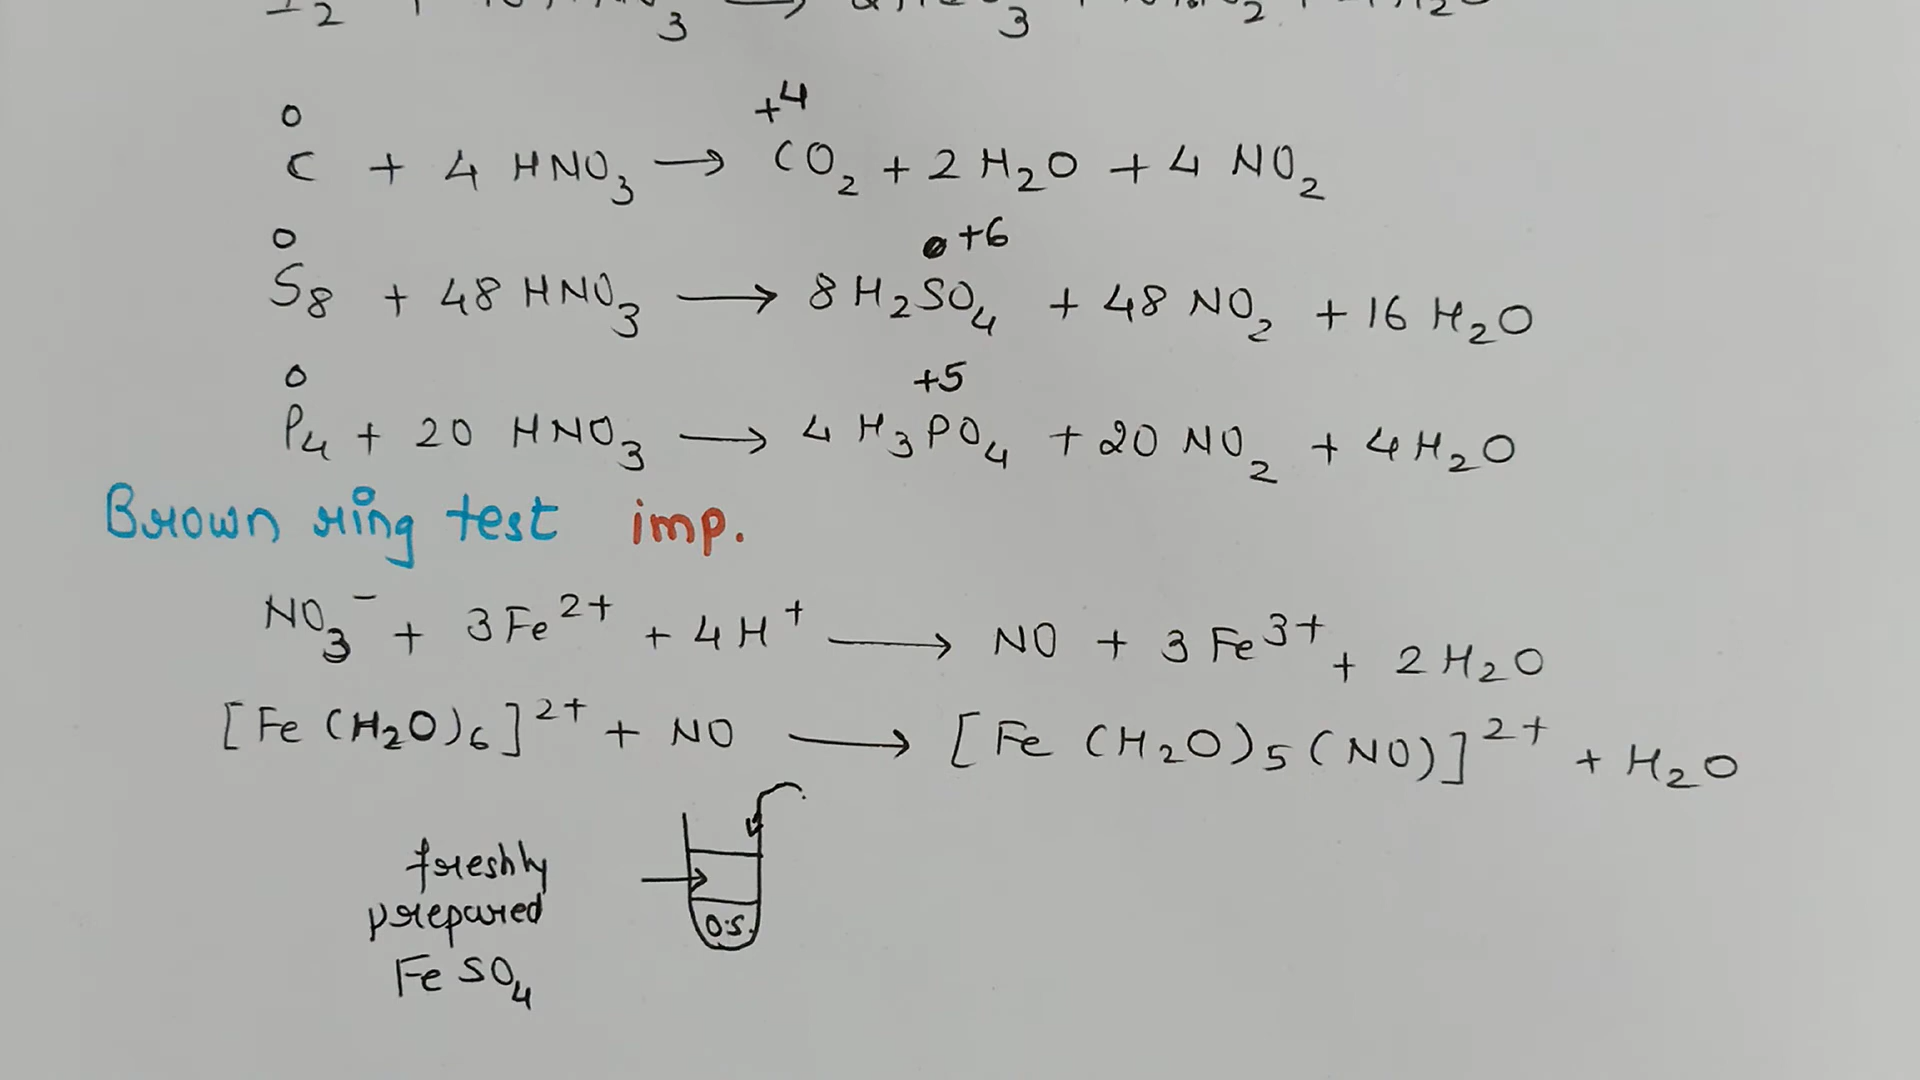 0 +4
C + 4 HNO₃ → CO₂ + 2 H₂O + 4 NO₂
0 +6
S₈ + 48 HNO₃ → 8 H₂SO₄ + 48 NO₂ + 16 H₂O
0 +5
P₄ + 20 HNO₃ → 4 H₃PO₄ + 20 NO₂ + 4 H₂O
Brown ring test imp.
NO₃⁻ + 3 Fe²⁺ + 4 H⁺ → NO + 3 Fe³⁺ + 2 H₂O
[Fe (H₂O)₆]²⁺ + NO → [Fe (H₂O)₅ (NO)]²⁺ + H₂O
freshly
prepared
FeSO₄
O.S.